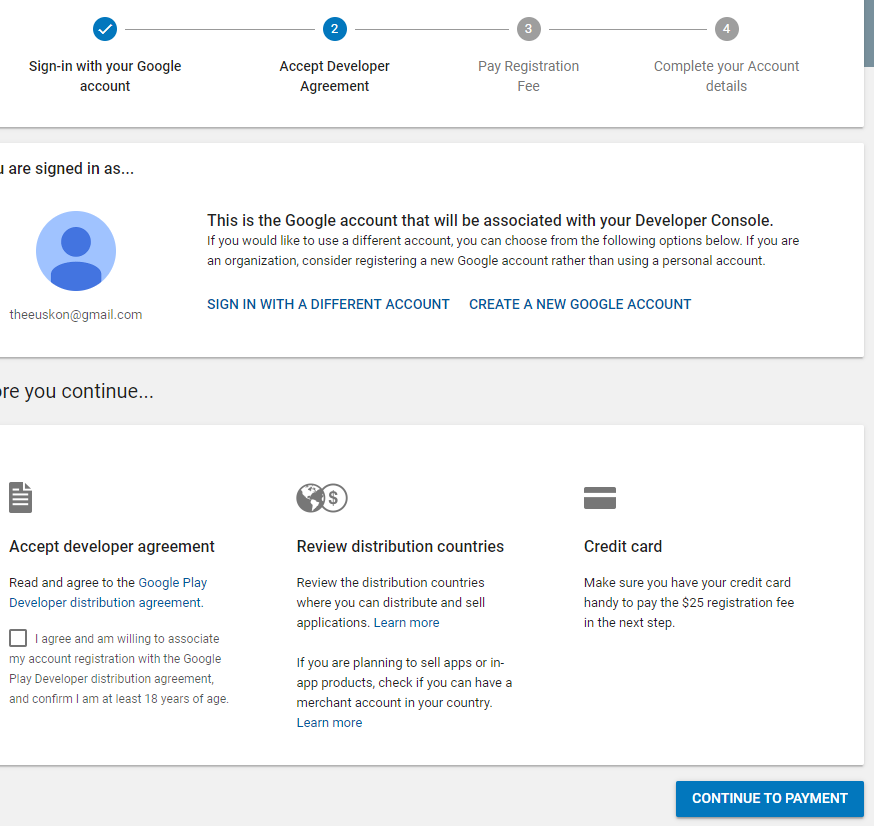 2
3
4
Sign-in with your Google
account
Accept Developer
Agreement
Pay Registration
Fee
Complete your Account
details
are signed in as...
This is the Google account that will be associated with your Developer Console.
If you would like to use a different account, you can choose from the following options below. If you are
an organization, consider registering a new Google account rather than using a personal account.
SIGN IN WITH A DIFFERENT ACCOUNT
CREATE A NEW GOOGLE ACCOUNT
theeuskon@gmail.com
re you continue...
$
Accept developer agreement
Read and agree to the Google Play
Developer distribution agreement.
I agree and am willing to associate
my account registration with the Google
Play Developer distribution agreement,
and confirm I am at least 18 years of age.
Review distribution countries
Review the distribution countries
where you can distribute and sell
applications. Learn more
If you are planning to sell apps or in-
app products, check if you can have a
merchant account in your country.
Learn more
Credit card
Make sure you have your credit card
handy to pay the $25 registration fee
in the next step.
CONTINUE TO PAYMENT